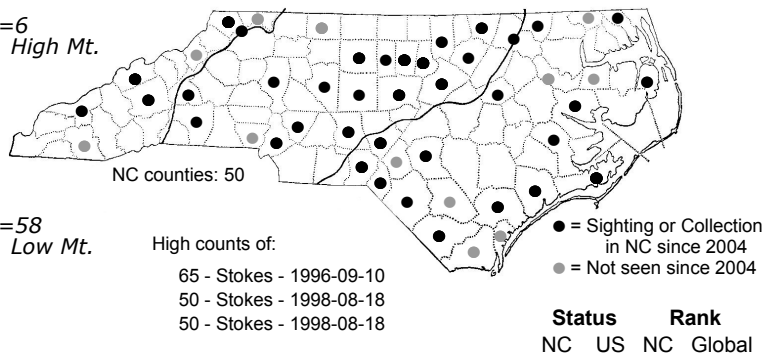 =6
High Mt.
NC counties: 50
=58
Low Mt.
High counts of:
65 - Stokes - 1996-09-10
50 - Stokes - 1998-08-18
50 - Stokes - 1998-08-18
= Sighting or Collection
in NC since 2004
= Not seen since 2004
Status Rank
NC US NC Global